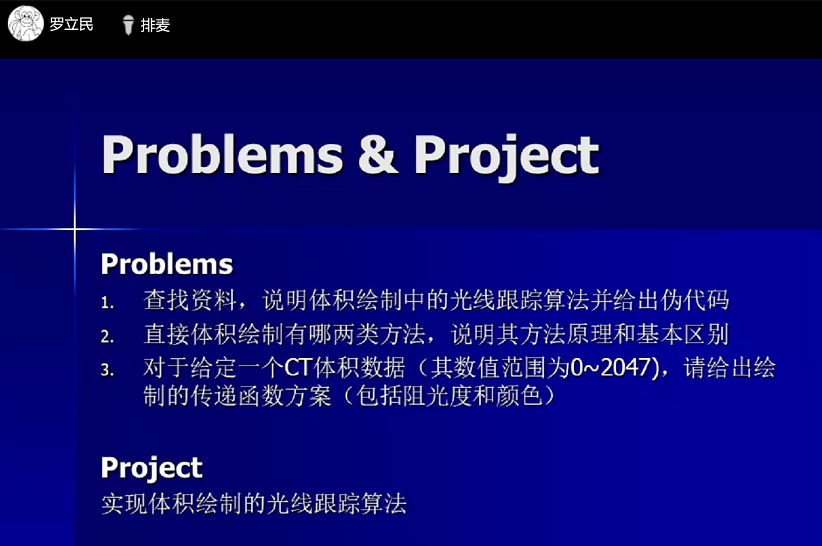 罗立民 排麦
Problems & Project
Problems
1. 查找资料，说明体积绘制中的光线跟踪算法并给出伪代码
2. 直接体积绘制有哪两类方法，说明其方法原理和基本区别
3. 对于给定一个CT体积数据（其数值范围为0~2047)，请给出绘
制的传递函数方案（包括阻光度和颜色）
Project
实现体积绘制的光线跟踪算法